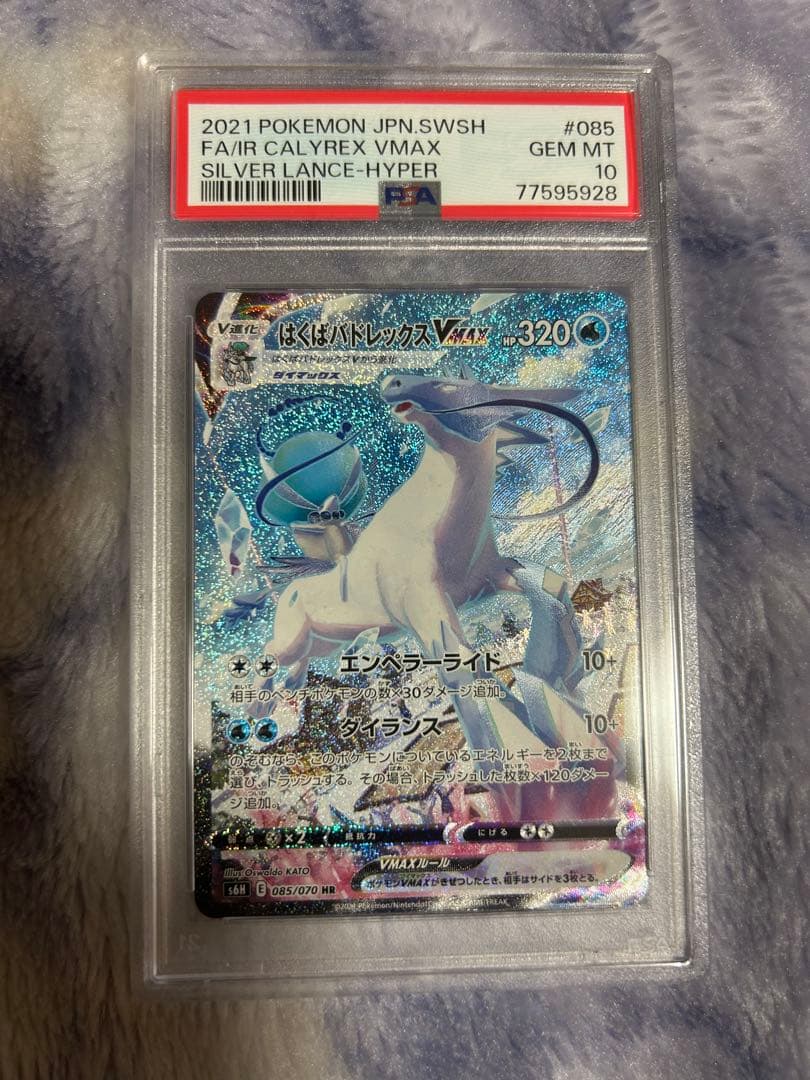 2021 POKEMON JPN.SWSH #085
FA/IR CALYREX VMAX GEM MT
SILVER LANCE-HYPER 10
PSA 77595928
V進化 はくばバドレックスVMAX HP320
はくばバドレックスVから進化
ダイマックス
エンペラーライド 10+
相手のベンチポケモンの数×30ダメージ追加。
ダイランス 10+
のぞむなら、このポケモンについているエネルギーを2枚まで
選び、トラッシュする。その場合、トラッシュした枚数×120ダメー
ジ追加。
×2 抵抗力 にげる
VMAXルール
ポケモンVMAXがきぜつしたとき、相手はサイドを3枚とる。
Illus. Oswaldo KATO
s6H E 085/070 HR